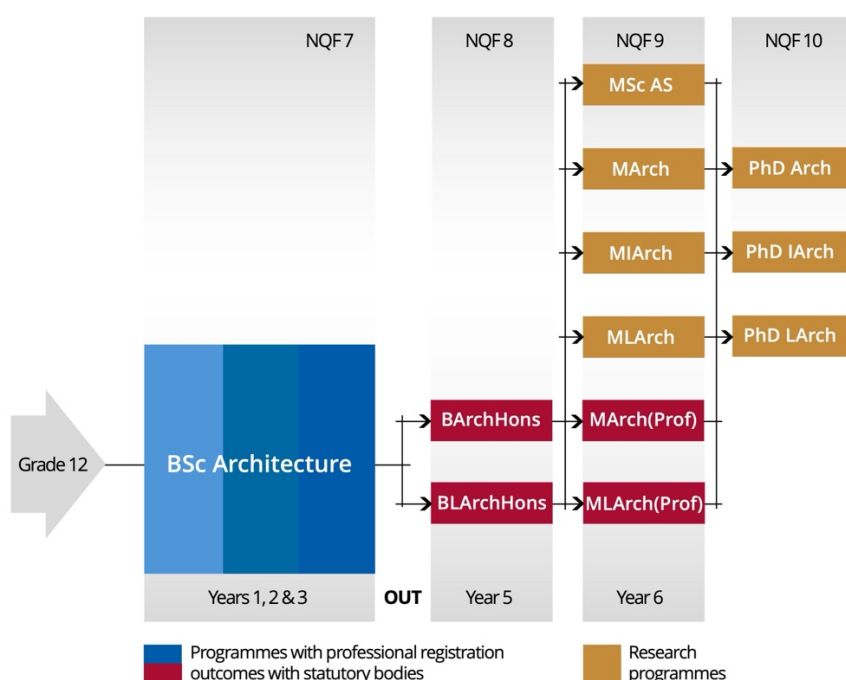 NQF 7
NQF 8
NQF 9
NQF 10
MSc AS
MArch
PhD Arch
MIArch
PhD IArch
MLArch
PhD LArch
BArchHons
MArch(Prof)
Grade 12
BSc Architecture
BLArchHons
MLArch(Prof)
Years 1, 2 & 3
OUT
Year 5
Year 6
Programmes with professional registration
outcomes with statutory bodies
Research
programmes